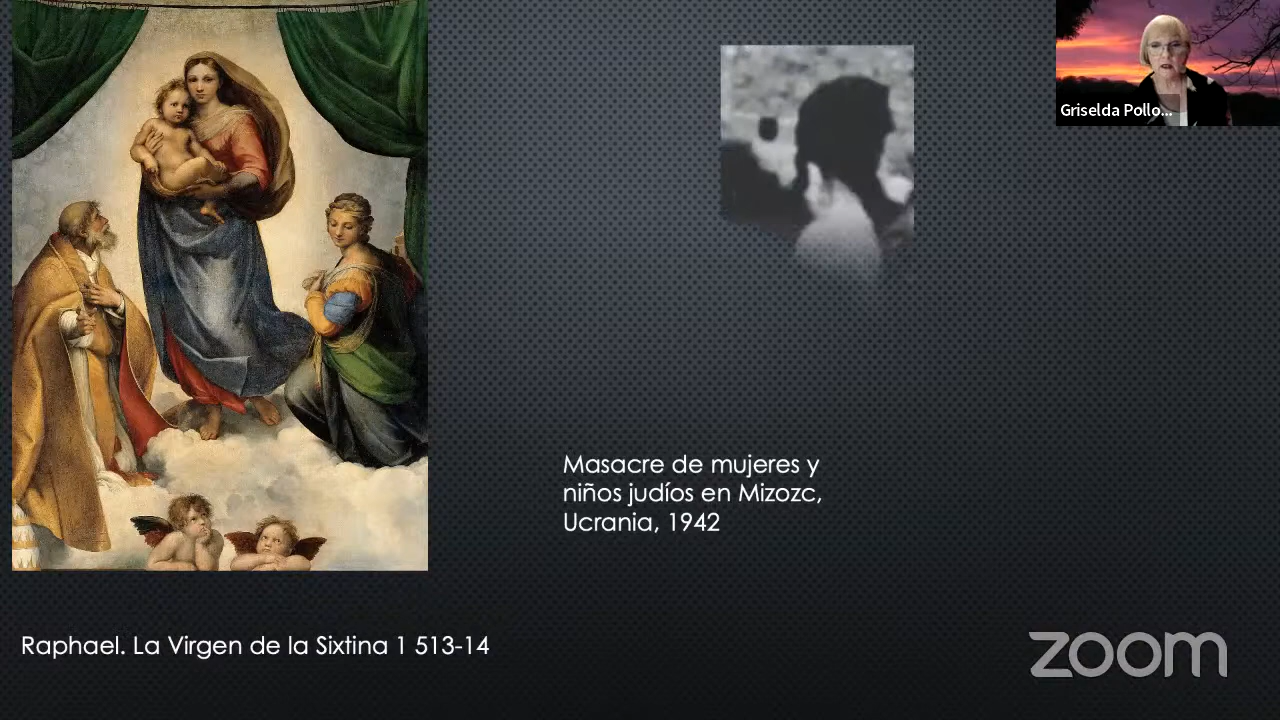 Griselda Pollo...
Masacre de mujeres y
niños judíos en Mizozc,
Ucrania, 1942
Raphael. La Virgen de la Sixtina 1 513-14
zoom